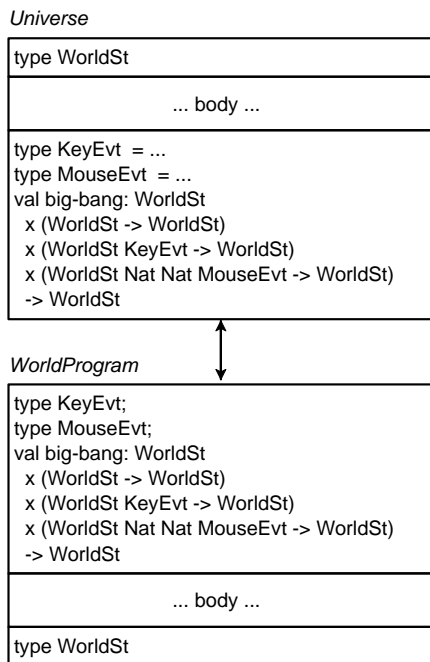 Universe
type WorldSt
... body ...
type KeyEvt = ...
type MouseEvt = ...
val big-bang: WorldSt
x (WorldSt -> WorldSt)
x (WorldSt KeyEvt -> WorldSt)
x (WorldSt Nat Nat MouseEvt -> WorldSt)
-> WorldSt
WorldProgram
type KeyEvt;
type MouseEvt;
val big-bang: WorldSt
x (WorldSt -> WorldSt)
x (WorldSt KeyEvt -> WorldSt)
x (WorldSt Nat Nat MouseEvt -> WorldSt)
-> WorldSt
... body ...
type WorldSt